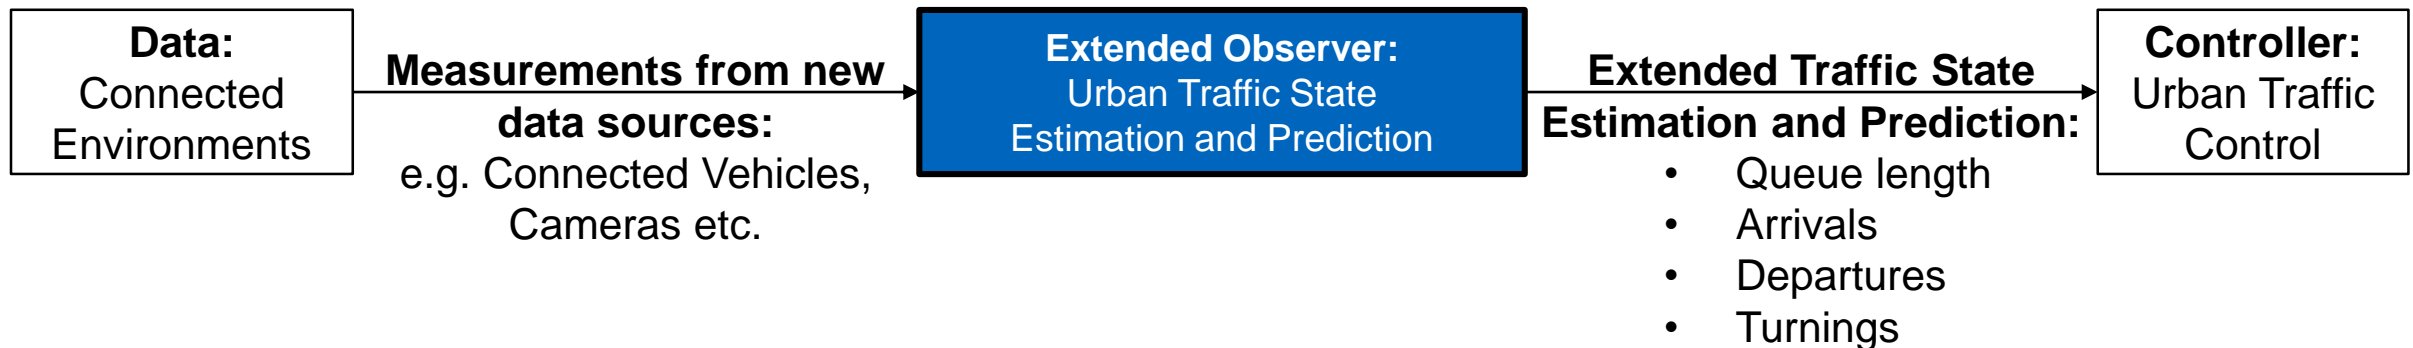 Data:
Connected
Environments
Measurements from new
data sources:
e.g. Connected Vehicles,
Cameras etc.
Extended Observer:
Urban Traffic State
Estimation and Prediction
Extended Traffic State
Estimation and Prediction:
• Queue length
• Arrivals
• Departures
• Turnings
Controller:
Urban Traffic
Control